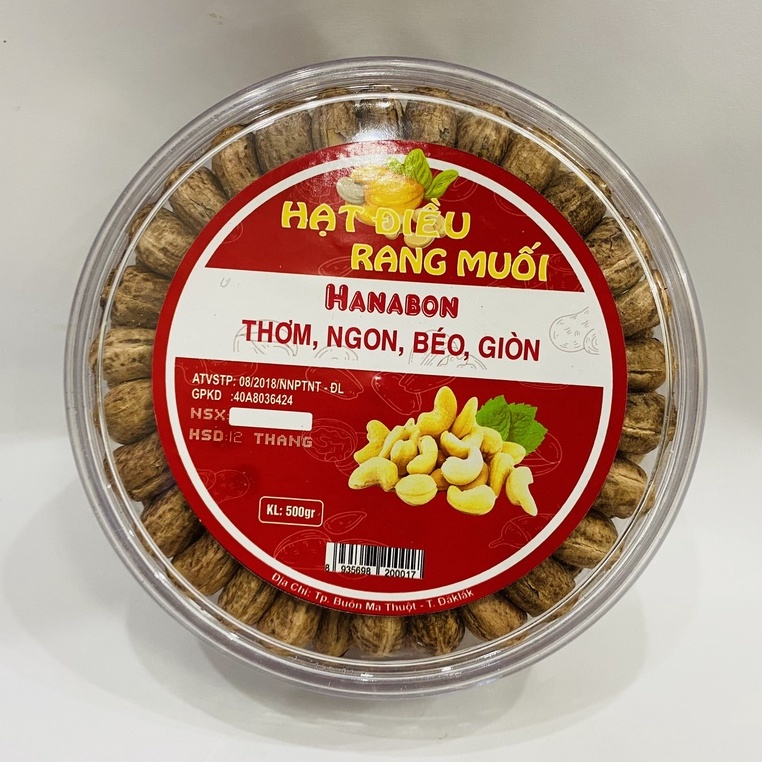 HẠT ĐIỀU
RANG MUỐI
HANABON
THƠM, NGON, BÉO, GIÒN
ATVSTP: 08/2018/NNPTNT - ĐL
GPKD :40A8036424
NSX:
HSD:12 THANG
KL: 500gr
8 935698 200017
Địa Chỉ: Tp. Buôn Ma Thuột - T. Đăklăk